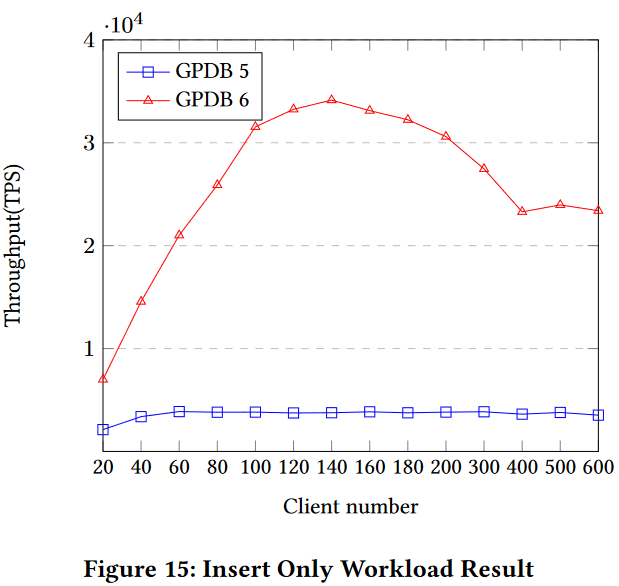 ·10⁴
4
3
2
1
Throughput(TPS)
GPDB 5
GPDB 6
20 40 60 80 100 120 140 160 180 200 300 400 500 600
Client number
Figure 15: Insert Only Workload Result